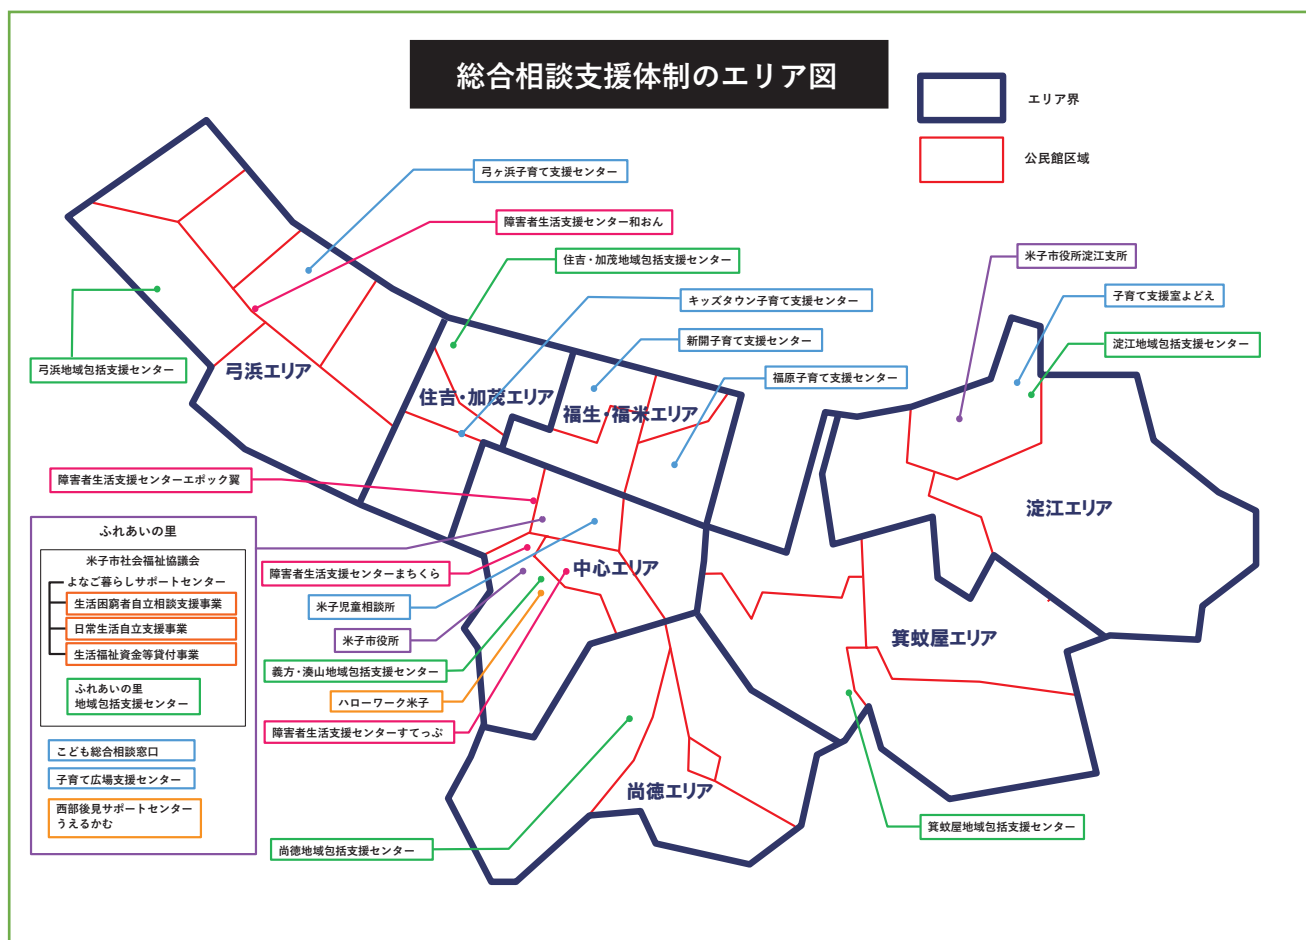 総合相談支援体制のエリア図
エリア界
公民館区域
弓ヶ浜子育て支援センター
障害者生活支援センター和おん
住吉・加茂地域包括支援センター
キッズタウン子育て支援センター
新開子育て支援センター
福原子育て支援センター
米子市役所淀江支所
子育て支援室よどえ
淀江地域包括支援センター
弓浜地域包括支援センター
弓浜エリア
住吉・加茂エリア
福生・福米エリア
淀江エリア
中心エリア
箕蚊屋エリア
尚徳エリア
障害者生活支援センターエポック翼
ふれあいの里
米子市社会福祉協議会
よなご暮らしサポートセンター
生活困窮者自立相談支援事業
日常生活自立支援事業
生活福祉資金等貸付事業
ふれあいの里
地域包括支援センター
こども総合相談窓口
子育て広場支援センター
西部後見サポートセンター
うえるかむ
障害者生活支援センターまちくら
米子児童相談所
米子市役所
義方・湊山地域包括支援センター
ハローワーク米子
障害者生活支援センターすてっぷ
尚徳地域包括支援センター
箕蚊屋地域包括支援センター